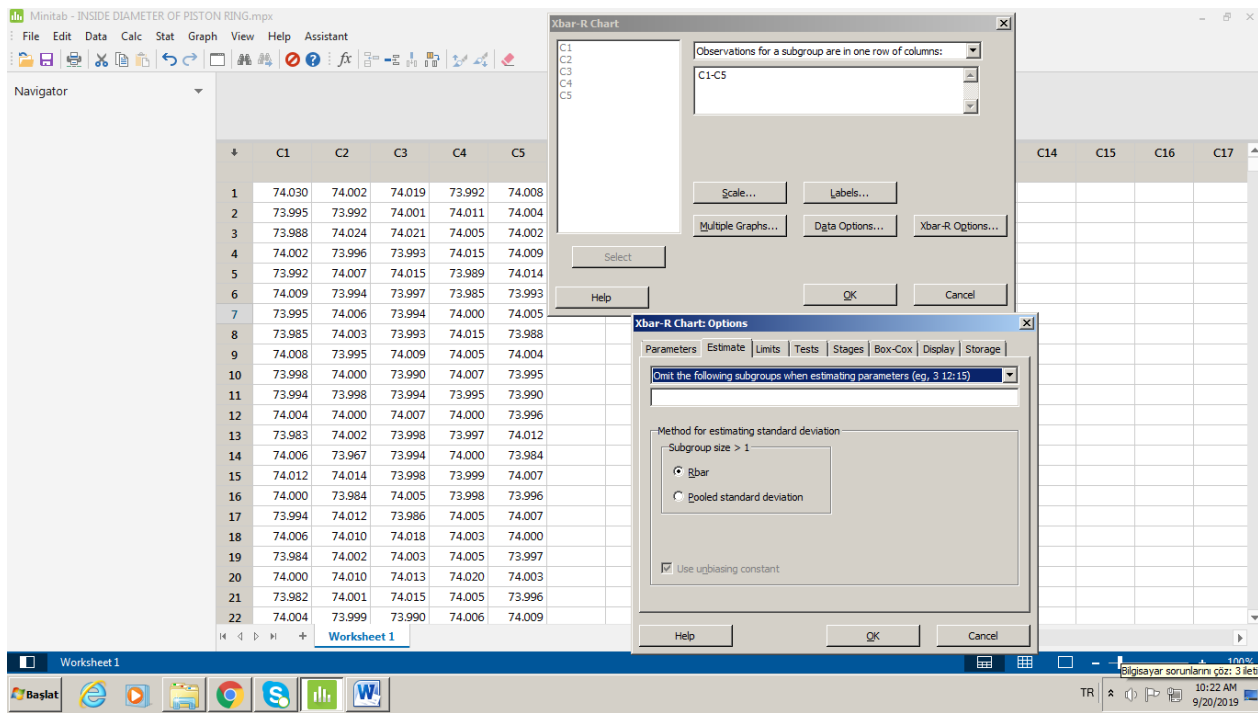 Minitab - INSIDE DIAMETER OF PISTON RING.mpx
File Edit Data Calc Stat Graph View Help Assistant
Navigator
C1 C2 C3 C4 C5 C14 C15 C16 C17
1 74.030 74.002 74.019 73.992 74.008
2 73.995 73.992 74.001 74.011 74.004
3 73.988 74.024 74.021 74.005 74.002
4 74.002 73.996 73.993 74.015 74.009
5 73.992 74.007 74.015 73.989 74.014
6 74.009 73.994 73.997 73.985 73.993
7 73.995 74.006 73.994 74.000 74.005
8 73.985 74.003 73.993 74.015 73.988
9 74.008 73.995 74.009 74.005 74.004
10 73.998 74.000 73.990 74.007 73.995
11 73.994 73.998 73.994 73.995 73.990
12 74.004 74.000 74.007 74.000 73.996
13 73.983 74.002 73.998 73.997 74.012
14 74.006 73.967 73.994 74.000 73.984
15 74.012 74.014 73.998 73.999 74.007
16 74.000 73.984 74.005 73.998 73.996
17 73.994 74.012 73.986 74.005 74.007
18 74.006 74.010 74.018 74.003 74.000
19 73.984 74.002 74.003 74.005 73.997
20 74.000 74.010 74.013 74.020 74.003
21 73.982 74.001 74.015 74.005 73.996
22 74.004 73.999 73.990 74.006 74.009
Worksheet 1
Xbar-R Chart
C1
C2
C3
C4
C5
Observations for a subgroup are in one row of columns:
C1-C5
Scale... Labels...
Multiple Graphs... Data Options... Xbar-R Options...
Select
Help OK Cancel
Xbar-R Chart: Options
Parameters Estimate Limits Tests Stages Box-Cox Display Storage
Omit the following subgroups when estimating parameters (eg, 3 12:15)
Method for estimating standard deviation
Subgroup size > 1
Rbar
Pooled standard deviation
Use unbiasing constant
Help OK Cancel
Worksheet 1
100%
Bilgisayar sorunlarını çöz: 3 ileti
Başlat
TR
10:22 AM
9/20/2019